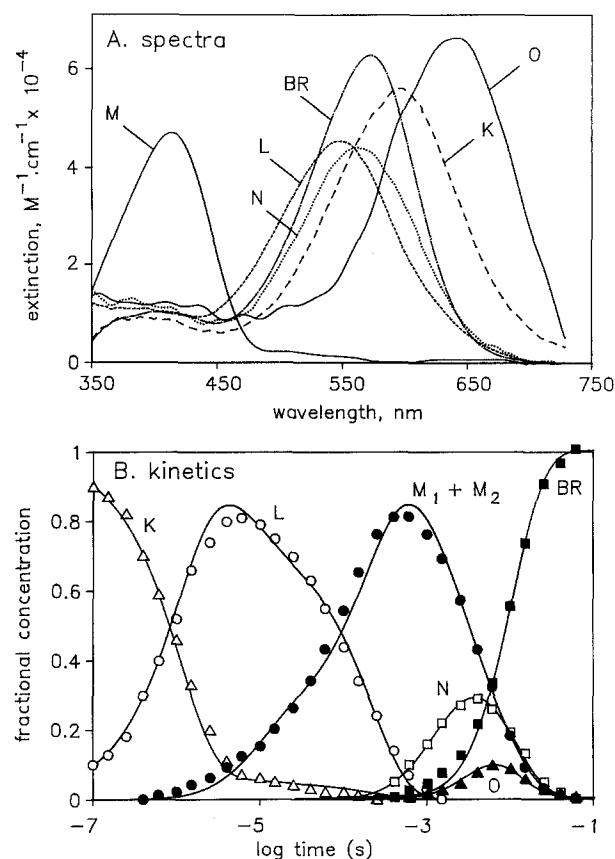 A. spectra
extinction, M⁻¹.cm⁻¹ x 10⁻⁴
6
4
2
0
M
BR
L
N
O
K
350
450
550
650
750
wavelength, nm
B. kinetics
fractional concentration
1
0.8
0.6
0.4
0.2
0
K
L
M₁ + M₂
BR
N
O
-7
-5
-3
-1
log time (s)